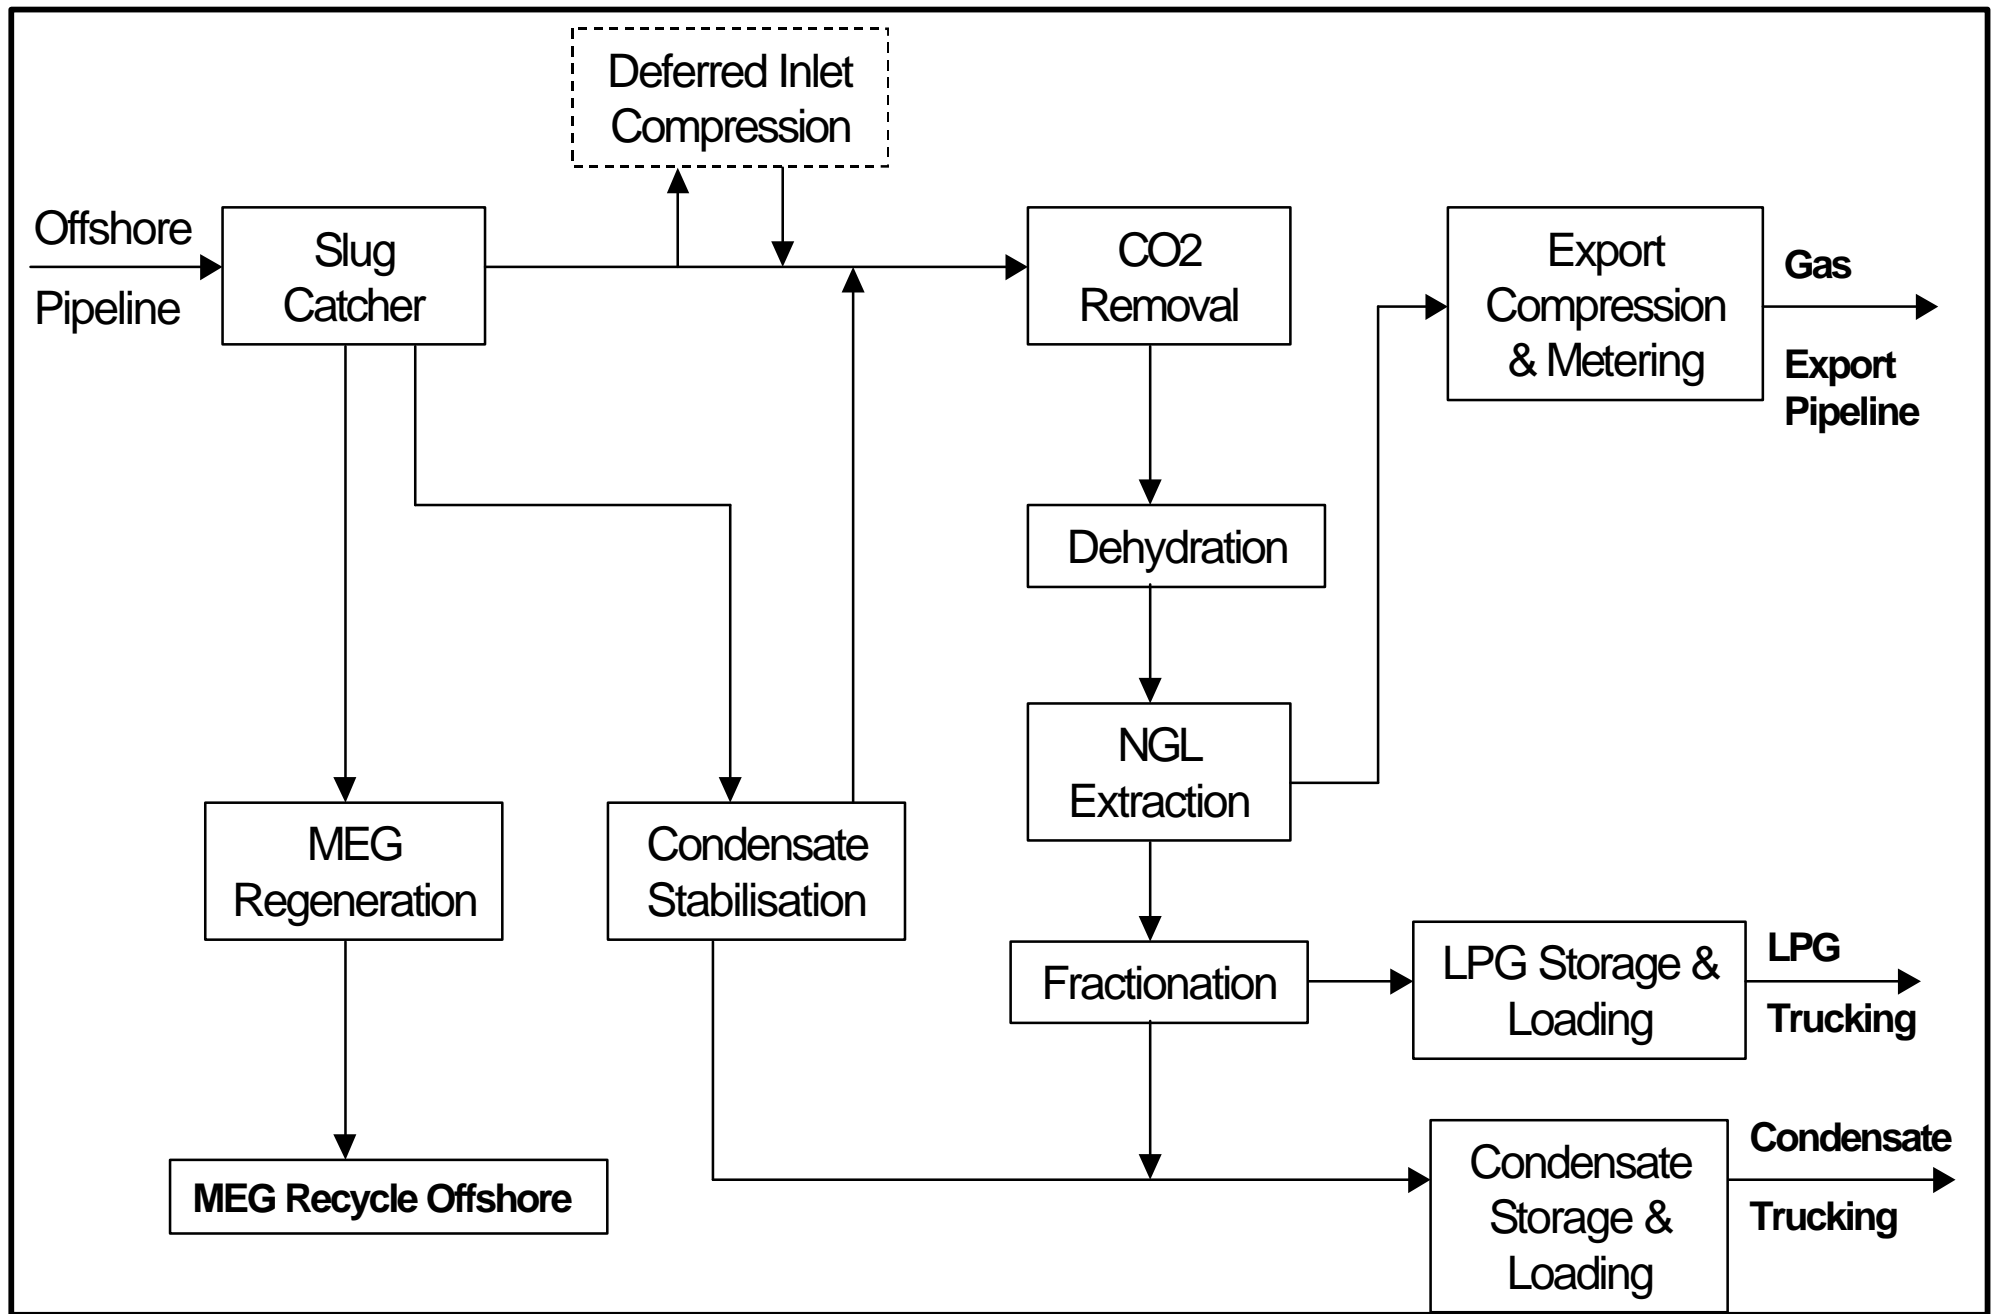 Deferred Inlet
Compression
Offshore
Pipeline
Slug
Catcher
CO2
Removal
Export
Compression
& Metering
Gas
Export
Pipeline
Dehydration
NGL
Extraction
MEG
Regeneration
Condensate
Stabilisation
Fractionation
LPG Storage &
Loading
LPG
Trucking
MEG Recycle Offshore
Condensate
Storage &
Loading
Condensate
Trucking